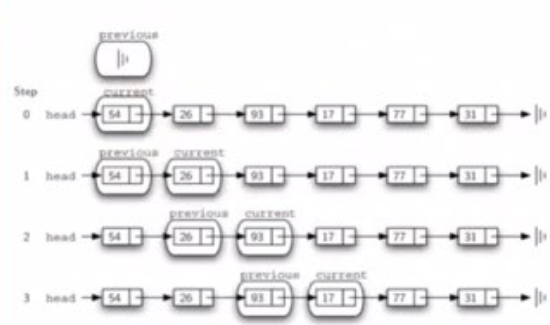 previous
Step current
0 head 54 26 93 17 77 31
previous current
1 head 54 26 93 17 77 31
previous current
2 head 54 26 93 17 77 31
previous current
3 head 54 26 93 17 77 31